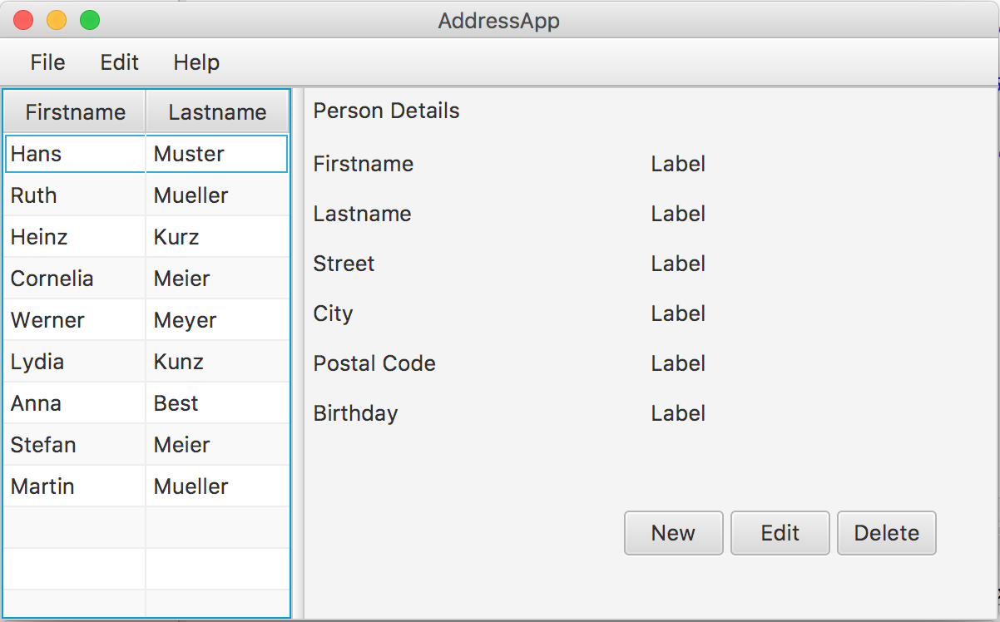 AddressApp
File Edit Help
Firstname Lastname
Hans Muster
Ruth Mueller
Heinz Kurz
Cornelia Meier
Werner Meyer
Lydia Kunz
Anna Best
Stefan Meier
Martin Mueller
Person Details
Firstname Label
Lastname Label
Street Label
City Label
Postal Code Label
Birthday Label
New Edit Delete